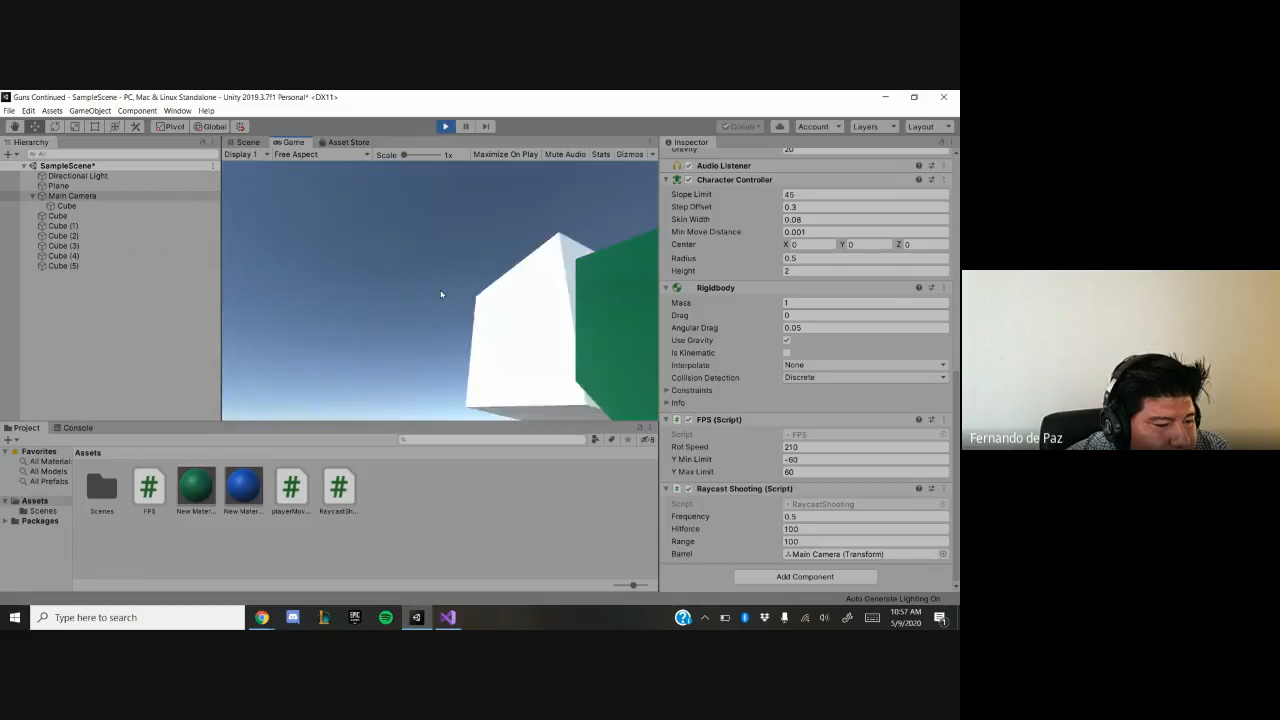 Guns Continued - SampleScene - PC, Mac & Linux Standalone - Unity 2019.3.7f1 Personal* <DX11>
File Edit Assets GameObject Component Window Help
Pivot Global Collab Account Layers Layout
Hierarchy
All
SampleScene*
Directional Light
Plane
Main Camera
Cube
Cube
Cube (1)
Cube (2)
Cube (3)
Cube (4)
Cube (5)
Scene Game Asset Store
Display 1 Free Aspect Scale 1x Maximize On Play Mute Audio Stats Gizmos
Inspector
Gravity 20
Audio Listener
Character Controller
Slope Limit 45
Step Offset 0.3
Skin Width 0.08
Min Move Distance 0.001
Center X 0 Y 0 Z 0
Radius 0.5
Height 2
Rigidbody
Mass 1
Drag 0
Angular Drag 0.05
Use Gravity
Is Kinematic
Interpolate None
Collision Detection Discrete
Constraints
Info
FPS (Script)
Script FPS
Rot Speed 210
Y Min Limit -60
Y Max Limit 60
Raycast Shooting (Script)
Script RaycastShooting
Frequency 0.5
Hitforce 100
Range 100
Barrel Main Camera (Transform)
Add Component
Auto Generate Lighting On
Project Console
8
Favorites
All Material
All Models
All Prefabs
Assets
Scenes
Packages
Assets
Scenes FPS New Mater... New Mater... playerMov... RaycastSh...
Type here to search
10:57 AM
5/9/2020
Fernando de Paz